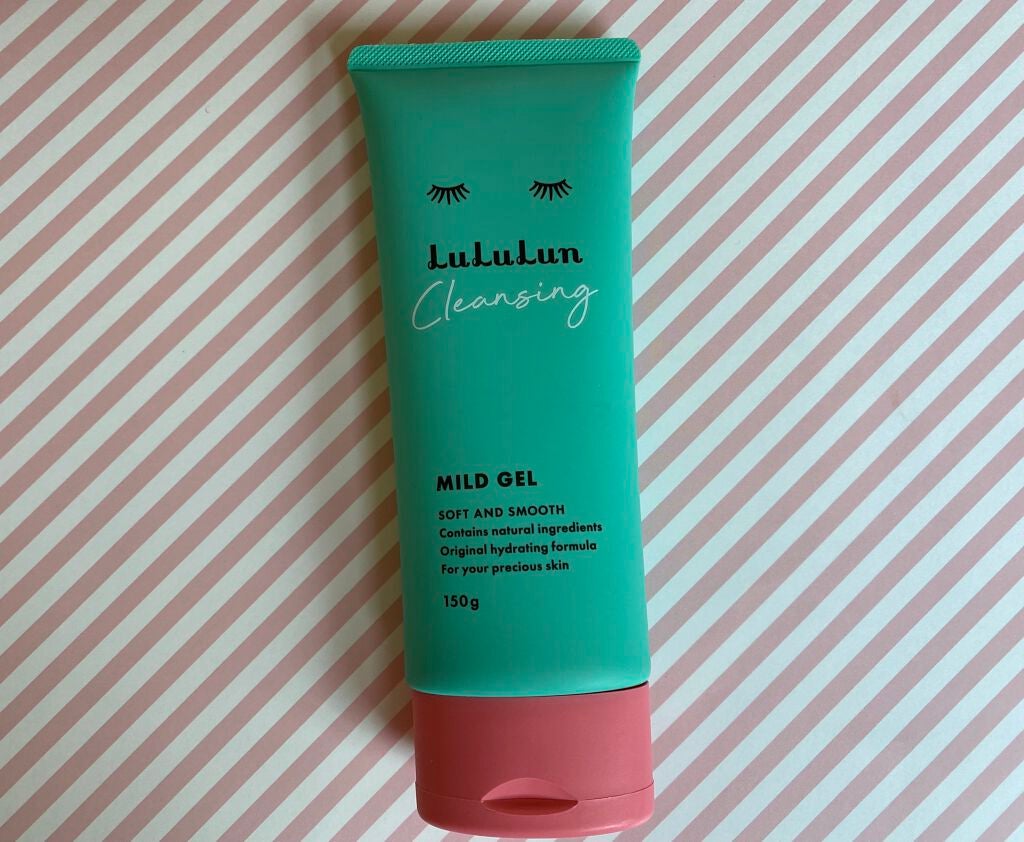 LuLuLun
Cleansing
MILD GEL
SOFT AND SMOOTH
Contains natural ingredients
Original hydrating formula
For your precious skin
150g